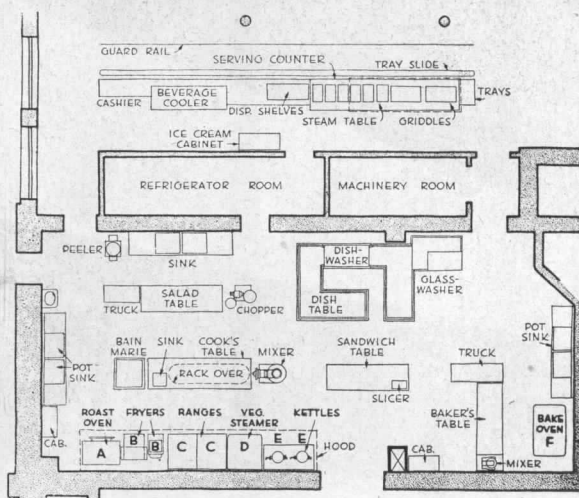 GUARD RAIL
SERVING COUNTER
TRAY SLIDE
CASHIER
BEVERAGE
COOLER
DISP. SHELVES
STEAM TABLE
GRIDDLES
TRAYS
ICE CREAM
CABINET
REFRIGERATOR ROOM
MACHINERY ROOM
PEELER
SINK
DISH-
WASHER
GLASS-
WASHER
TRUCK
SALAD
TABLE
CHOPPER
DISH
TABLE
POT
SINK
BAIN
MARIE
SINK
COOK'S
TABLE
RACK OVER
MIXER
SANDWICH
TABLE
SLICER
TRUCK
POT
SINK
BAKER'S
TABLE
CAB.
ROAST
OVEN
FRYERS
RANGES
VEG.
STEAMER
KETTLES
A
B
B
C
C
D
E
E
HOOD
CAB.
MIXER
BAKE
OVEN
F